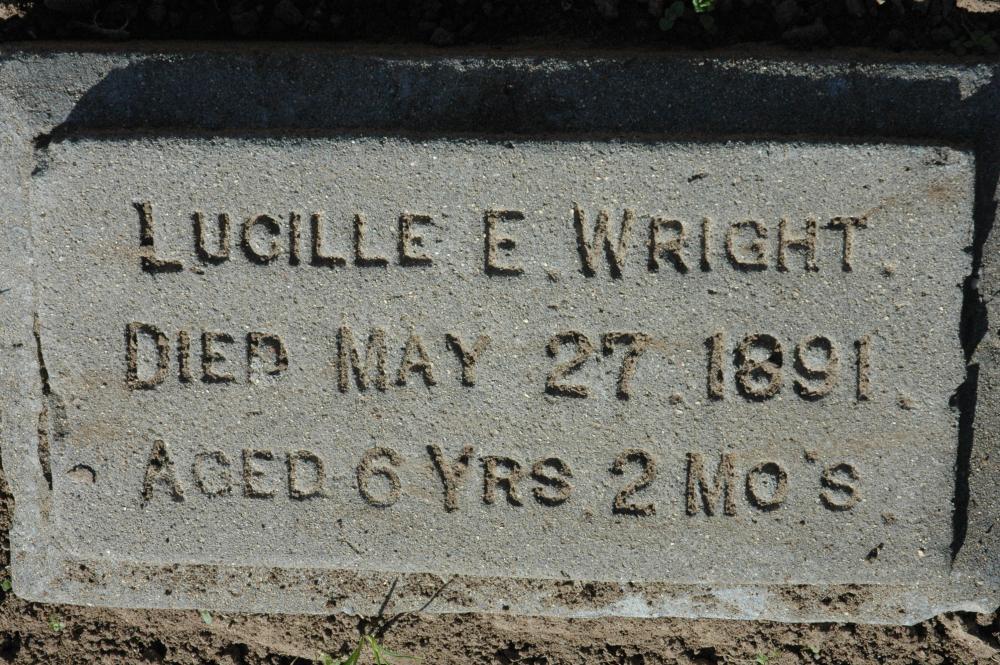 LUCILLE E. WRIGHT.
DIED MAY 27. 1891.
AGED 6 YRS. 2 MO'S